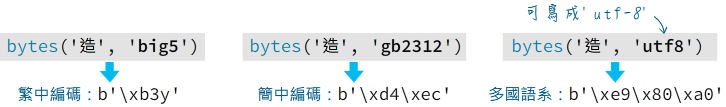 可寫成'utf-8'
bytes('造', 'big5')
bytes('造', 'gb2312')
bytes('造', 'utf8')
繁中編碼：b'\xb3y'
簡中編碼：b'\xd4\xec'
多國語系：b'\xe9\x80\xa0'